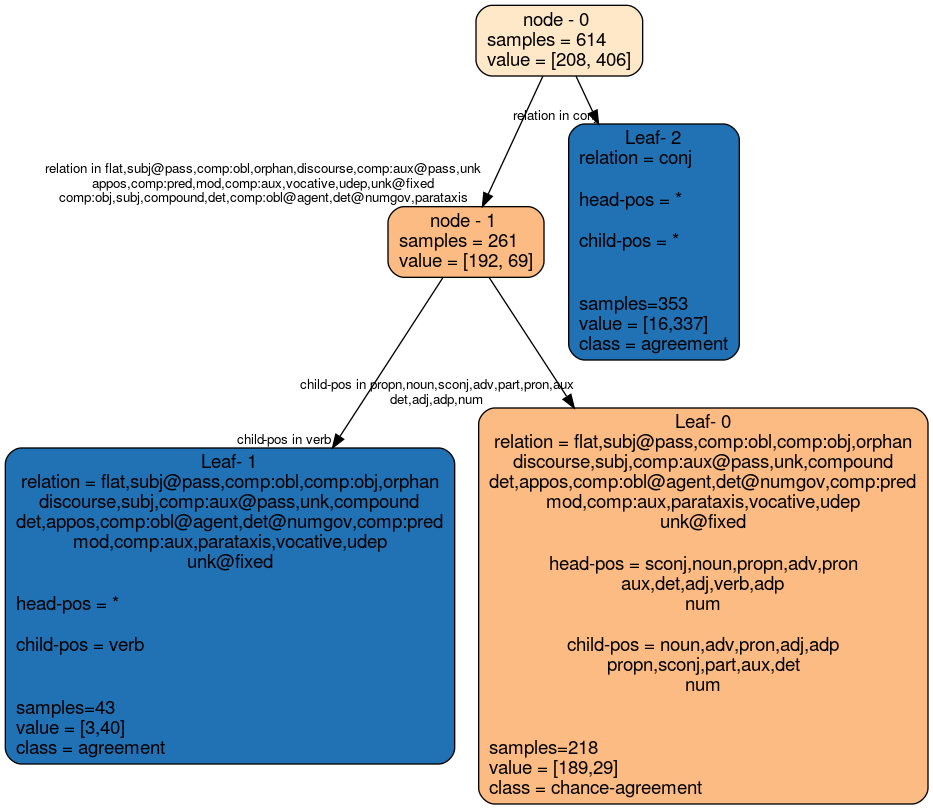 node - 0
samples = 614
value = [208, 406]
relation in conj
Leaf- 2
relation = conj
head-pos = *
child-pos = *
samples=353
value = [16,337]
class = agreement
relation in flat,subj@pass,comp:obl,orphan,discourse,comp:aux@pass,unk
appos,comp:pred,mod,comp:aux,vocative,udep,unk@fixed
comp:obj,subj,compound,det,comp:obl@agent,det@numgov,parataxis
node - 1
samples = 261
value = [192, 69]
child-pos in propn,noun,sconj,adv,part,pron,aux
det,adj,adp,num
child-pos in verb
Leaf- 1
relation = flat,subj@pass,comp:obl,comp:obj,orphan
discourse,subj,comp:aux@pass,unk,compound
det,appos,comp:obl@agent,det@numgov,comp:pred
mod,comp:aux,parataxis,vocative,udep
unk@fixed
head-pos = *
child-pos = verb
samples=43
value = [3,40]
class = agreement
Leaf- 0
relation = flat,subj@pass,comp:obl,comp:obj,orphan
discourse,subj,comp:aux@pass,unk,compound
det,appos,comp:obl@agent,det@numgov,comp:pred
mod,comp:aux,parataxis,vocative,udep
unk@fixed
head-pos = sconj,noun,propn,adv,pron
aux,det,adj,verb,adp
num
child-pos = noun,adv,pron,adj,adp
propn,sconj,part,aux,det
num
samples=218
value = [189,29]
class = chance-agreement